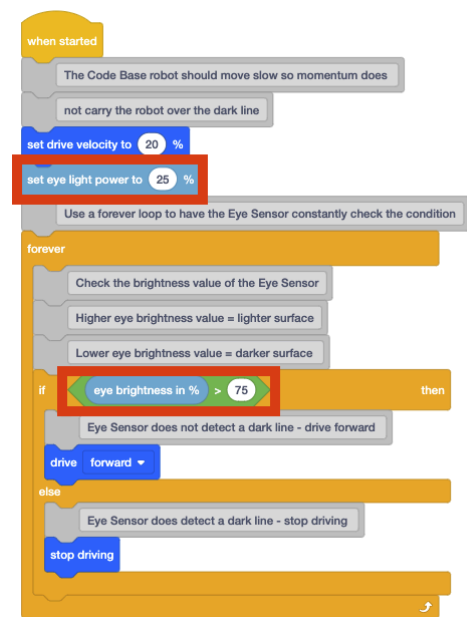 when started
The Code Base robot should move slow so momentum does
not carry the robot over the dark line
set drive velocity to 20 %
set eye light power to 25 %
Use a forever loop to have the Eye Sensor constantly check the condition
forever
Check the brightness value of the Eye Sensor
Higher eye brightness value = lighter surface
Lower eye brightness value = darker surface
if eye brightness in % > 75 then
Eye Sensor does not detect a dark line - drive forward
drive forward
else
Eye Sensor does detect a dark line - stop driving
stop driving